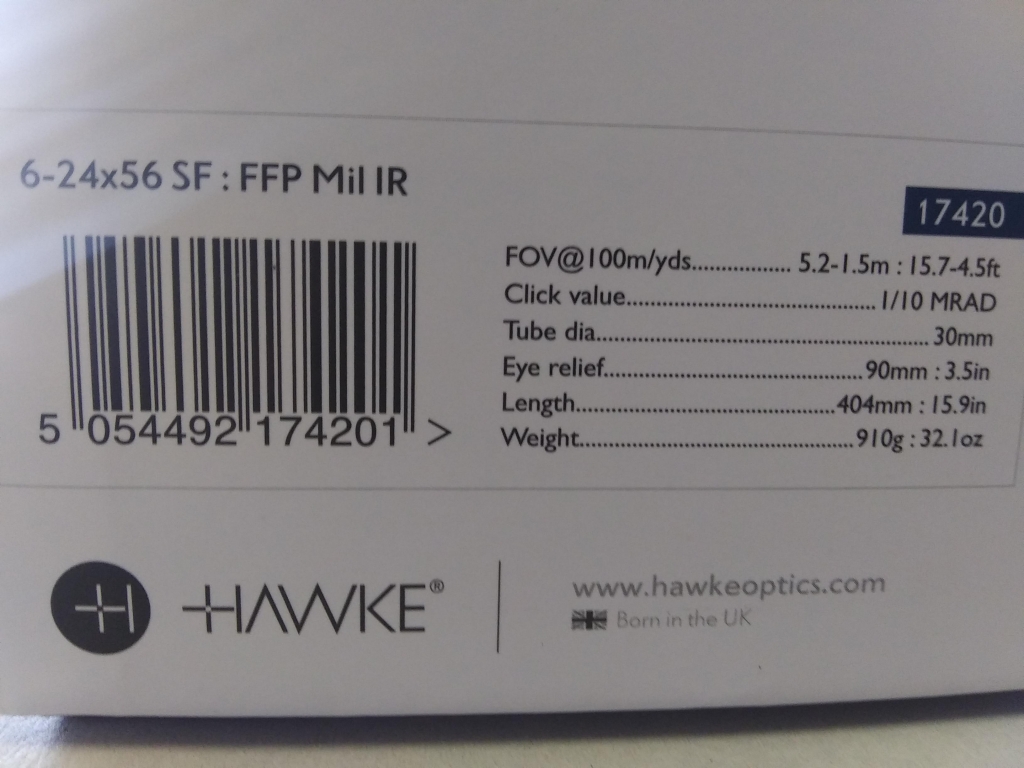 6-24x56 SF : FFP Mil IR
17420
FOV@100m/yds................. 5.2-1.5m : 15.7-4.5ft
Click value.......................................... 1/10 MRAD
Tube dia........................................................ 30mm
Eye relief...........................................90mm : 3.5in
Length...........................................404mm : 15.9in
Weight..............................................910g : 32.1oz
5 054492 174201 >
HAWKE®
www.hawkeoptics.com
Born in the UK